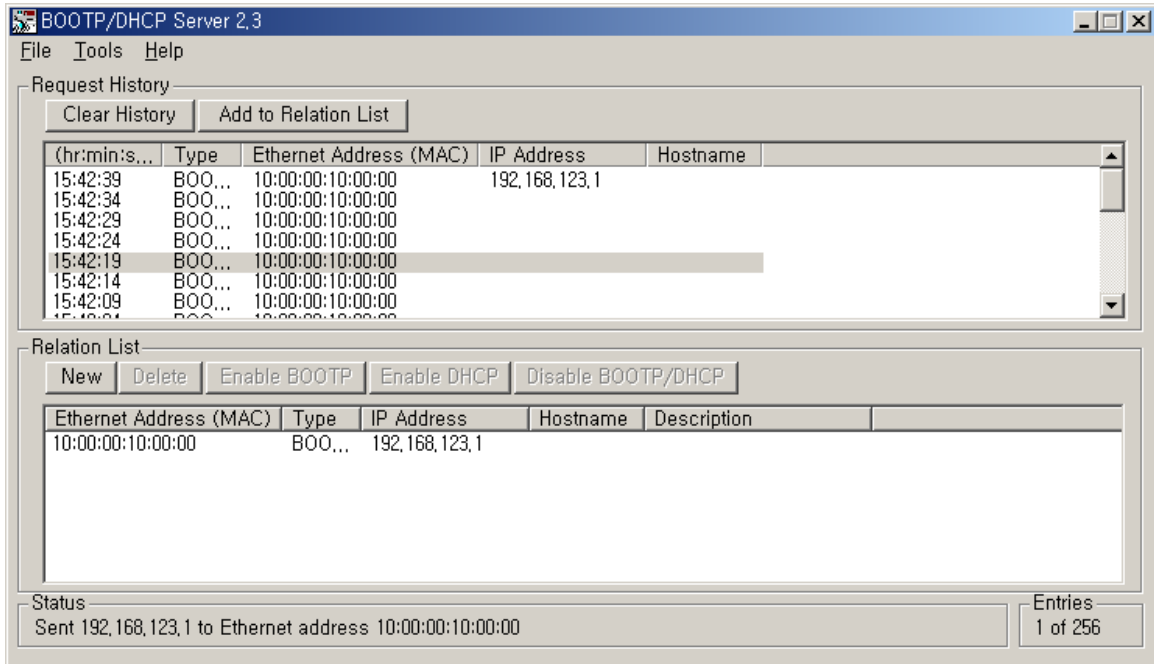 BOOTP/DHCP Server 2,3
File Tools Help
Request History
Clear History Add to Relation List
(hr:min:s... Type Ethernet Address (MAC) IP Address Hostname
15:42:39 BOO... 10:00:00:10:00:00 192,168,123,1
15:42:34 BOO... 10:00:00:10:00:00
15:42:29 BOO... 10:00:00:10:00:00
15:42:24 BOO... 10:00:00:10:00:00
15:42:19 BOO... 10:00:00:10:00:00
15:42:14 BOO... 10:00:00:10:00:00
15:42:09 BOO... 10:00:00:10:00:00
Relation List
New Delete Enable BOOTP Enable DHCP Disable BOOTP/DHCP
Ethernet Address (MAC) Type IP Address Hostname Description
10:00:00:10:00:00 BOO... 192,168,123,1
Status
Sent 192,168,123,1 to Ethernet address 10:00:00:10:00:00
Entries
1 of 256